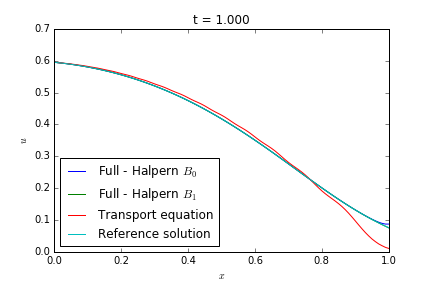 t = 1.000
0.7
0.6
0.5
0.4
0.3
0.2
0.1
0.0
u
Full - Halpern B₀
Full - Halpern B₁
Transport equation
Reference solution
0.0 0.2 0.4 0.6 0.8 1.0
x